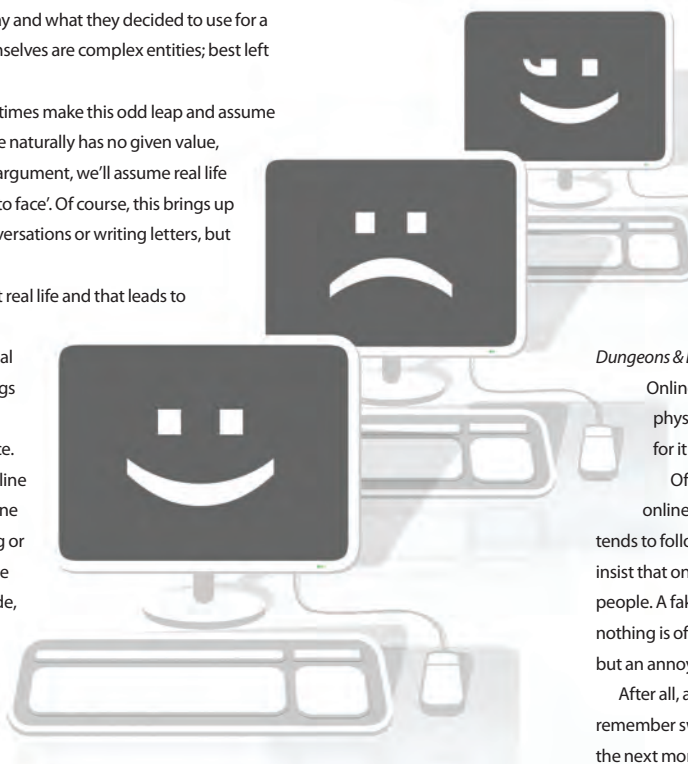 y and what they decided to use for a
selves are complex entities; best left
times make this odd leap and assume
e naturally has no given value,
argument, we'll assume real life
to face'. Of course, this brings up
versations or writing letters, but
t real life and that leads to
al
gs
te.
line
ne
g or
e
de,
Dungeons &
Onlin
phys
for it
Of
online
tends to follo
insist that on
people. A fak
nothing is of
but an annoy
After all, a
remember sw
the next mor